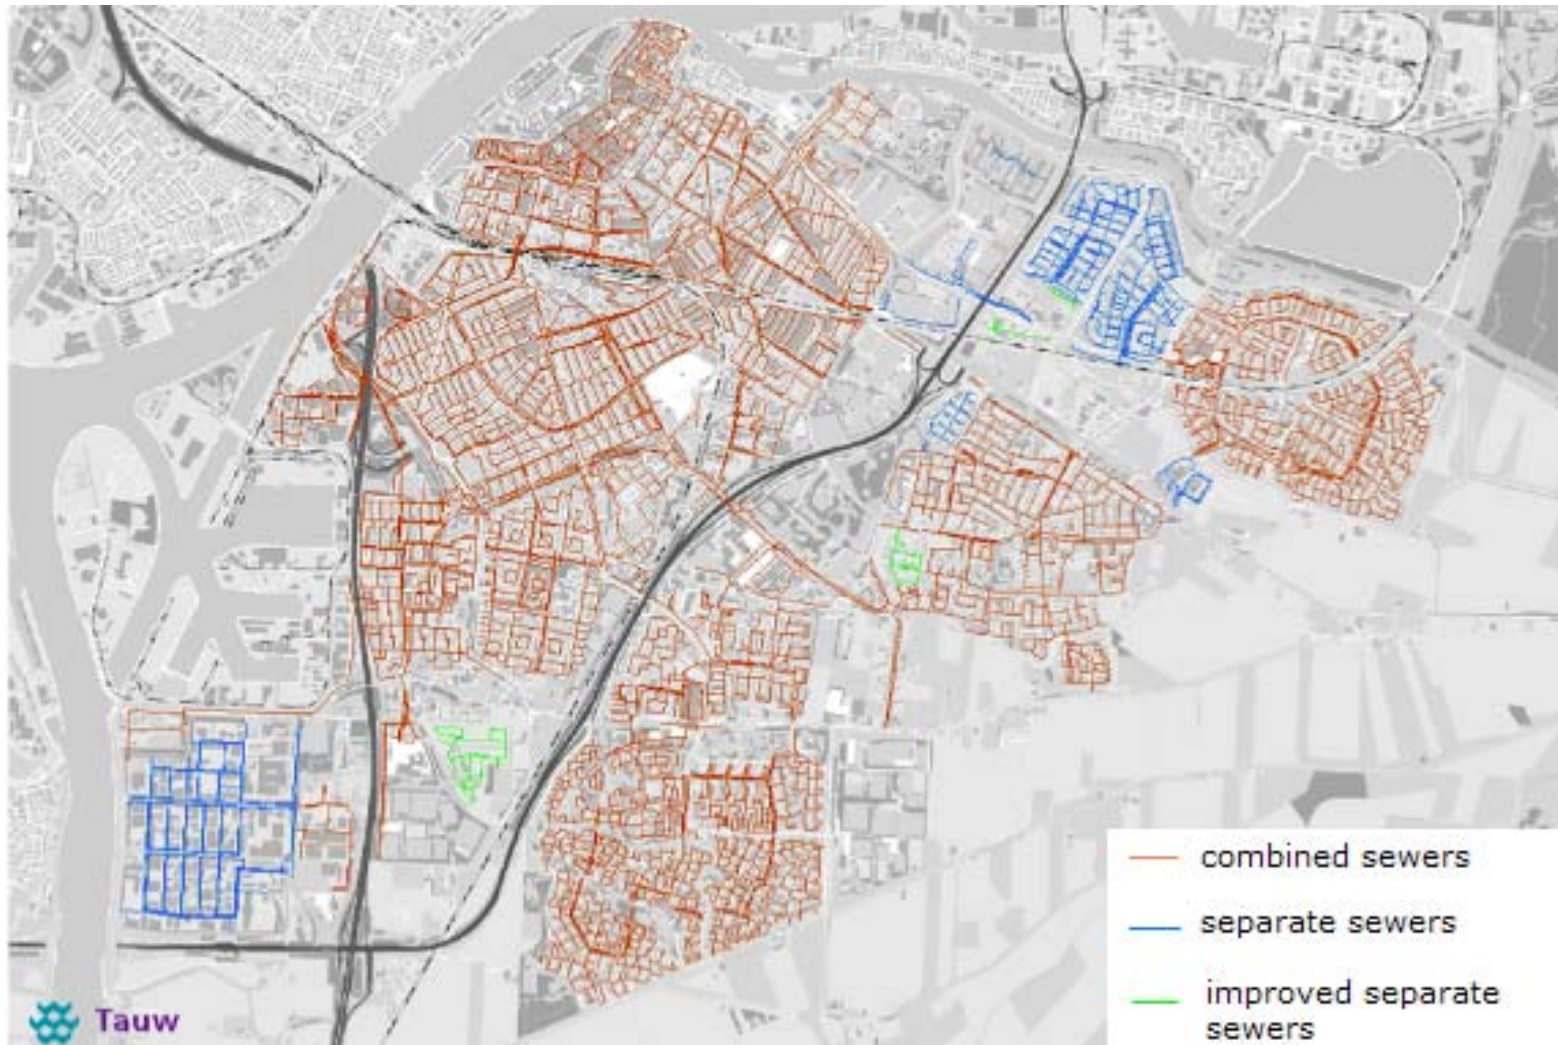 combined sewers
separate sewers
improved separate
sewers
Tauw